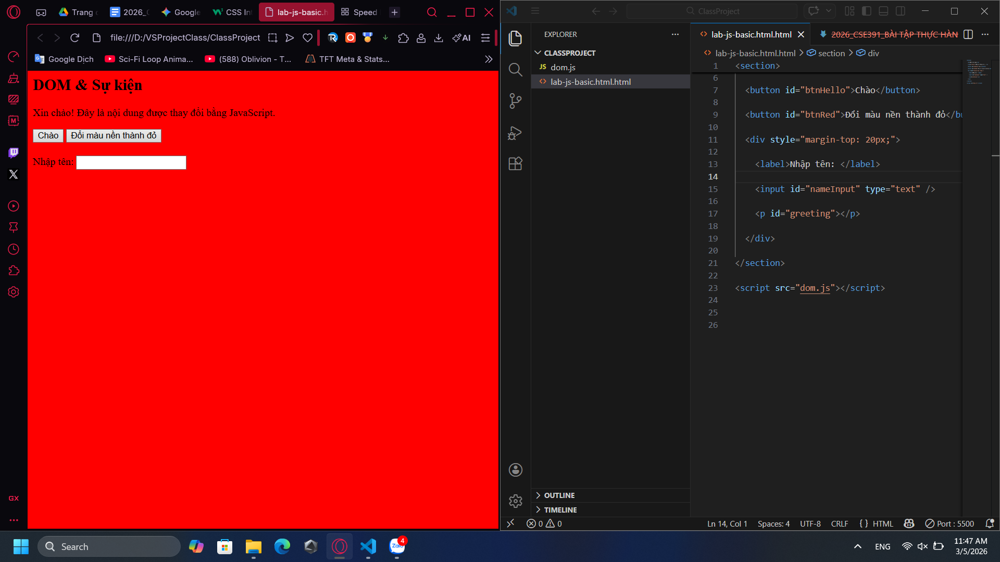 Trang c
2026_C
Google
CSS Int
lab-js-basic.h
Speed
file:///D:/VSProjectClass/ClassProject
AI
Google Dịch
Sci-Fi Loop Anima...
(588) Oblivion - T...
TFT Meta & Stats...
DOM & Sự kiện
Xin chào! Đây là nội dung được thay đổi bằng JavaScript.
Chào
Đổi màu nền thành đỏ
Nhập tên:
GX
ClassProject
EXPLORER
CLASSPROJECT
JS dom.js
lab-js-basic.html.html
OUTLINE
TIMELINE
lab-js-basic.html.html
2026_CSE391_BÀI TẬP THỰC HÀN
lab-js-basic.html.html > section > div
1 <section>
6
7 <button id="btnHello">Chào</button>
8
9 <button id="btnRed">Đổi màu nền thành đỏ</bu
10
11 <div style="margin-top: 20px;">
12
13 <label>Nhập tên: </label>
14
15 <input id="nameInput" type="text" />
16
17 <p id="greeting"></p>
18
19 </div>
20
21 </section>
22
23 <script src="dom.js"></script>
24
25
26
0 0
Ln 14, Col 1
Spaces: 4
UTF-8
CRLF
{ } HTML
Port : 5500
Search
Zalo
4
ENG
11:47 AM
3/5/2026